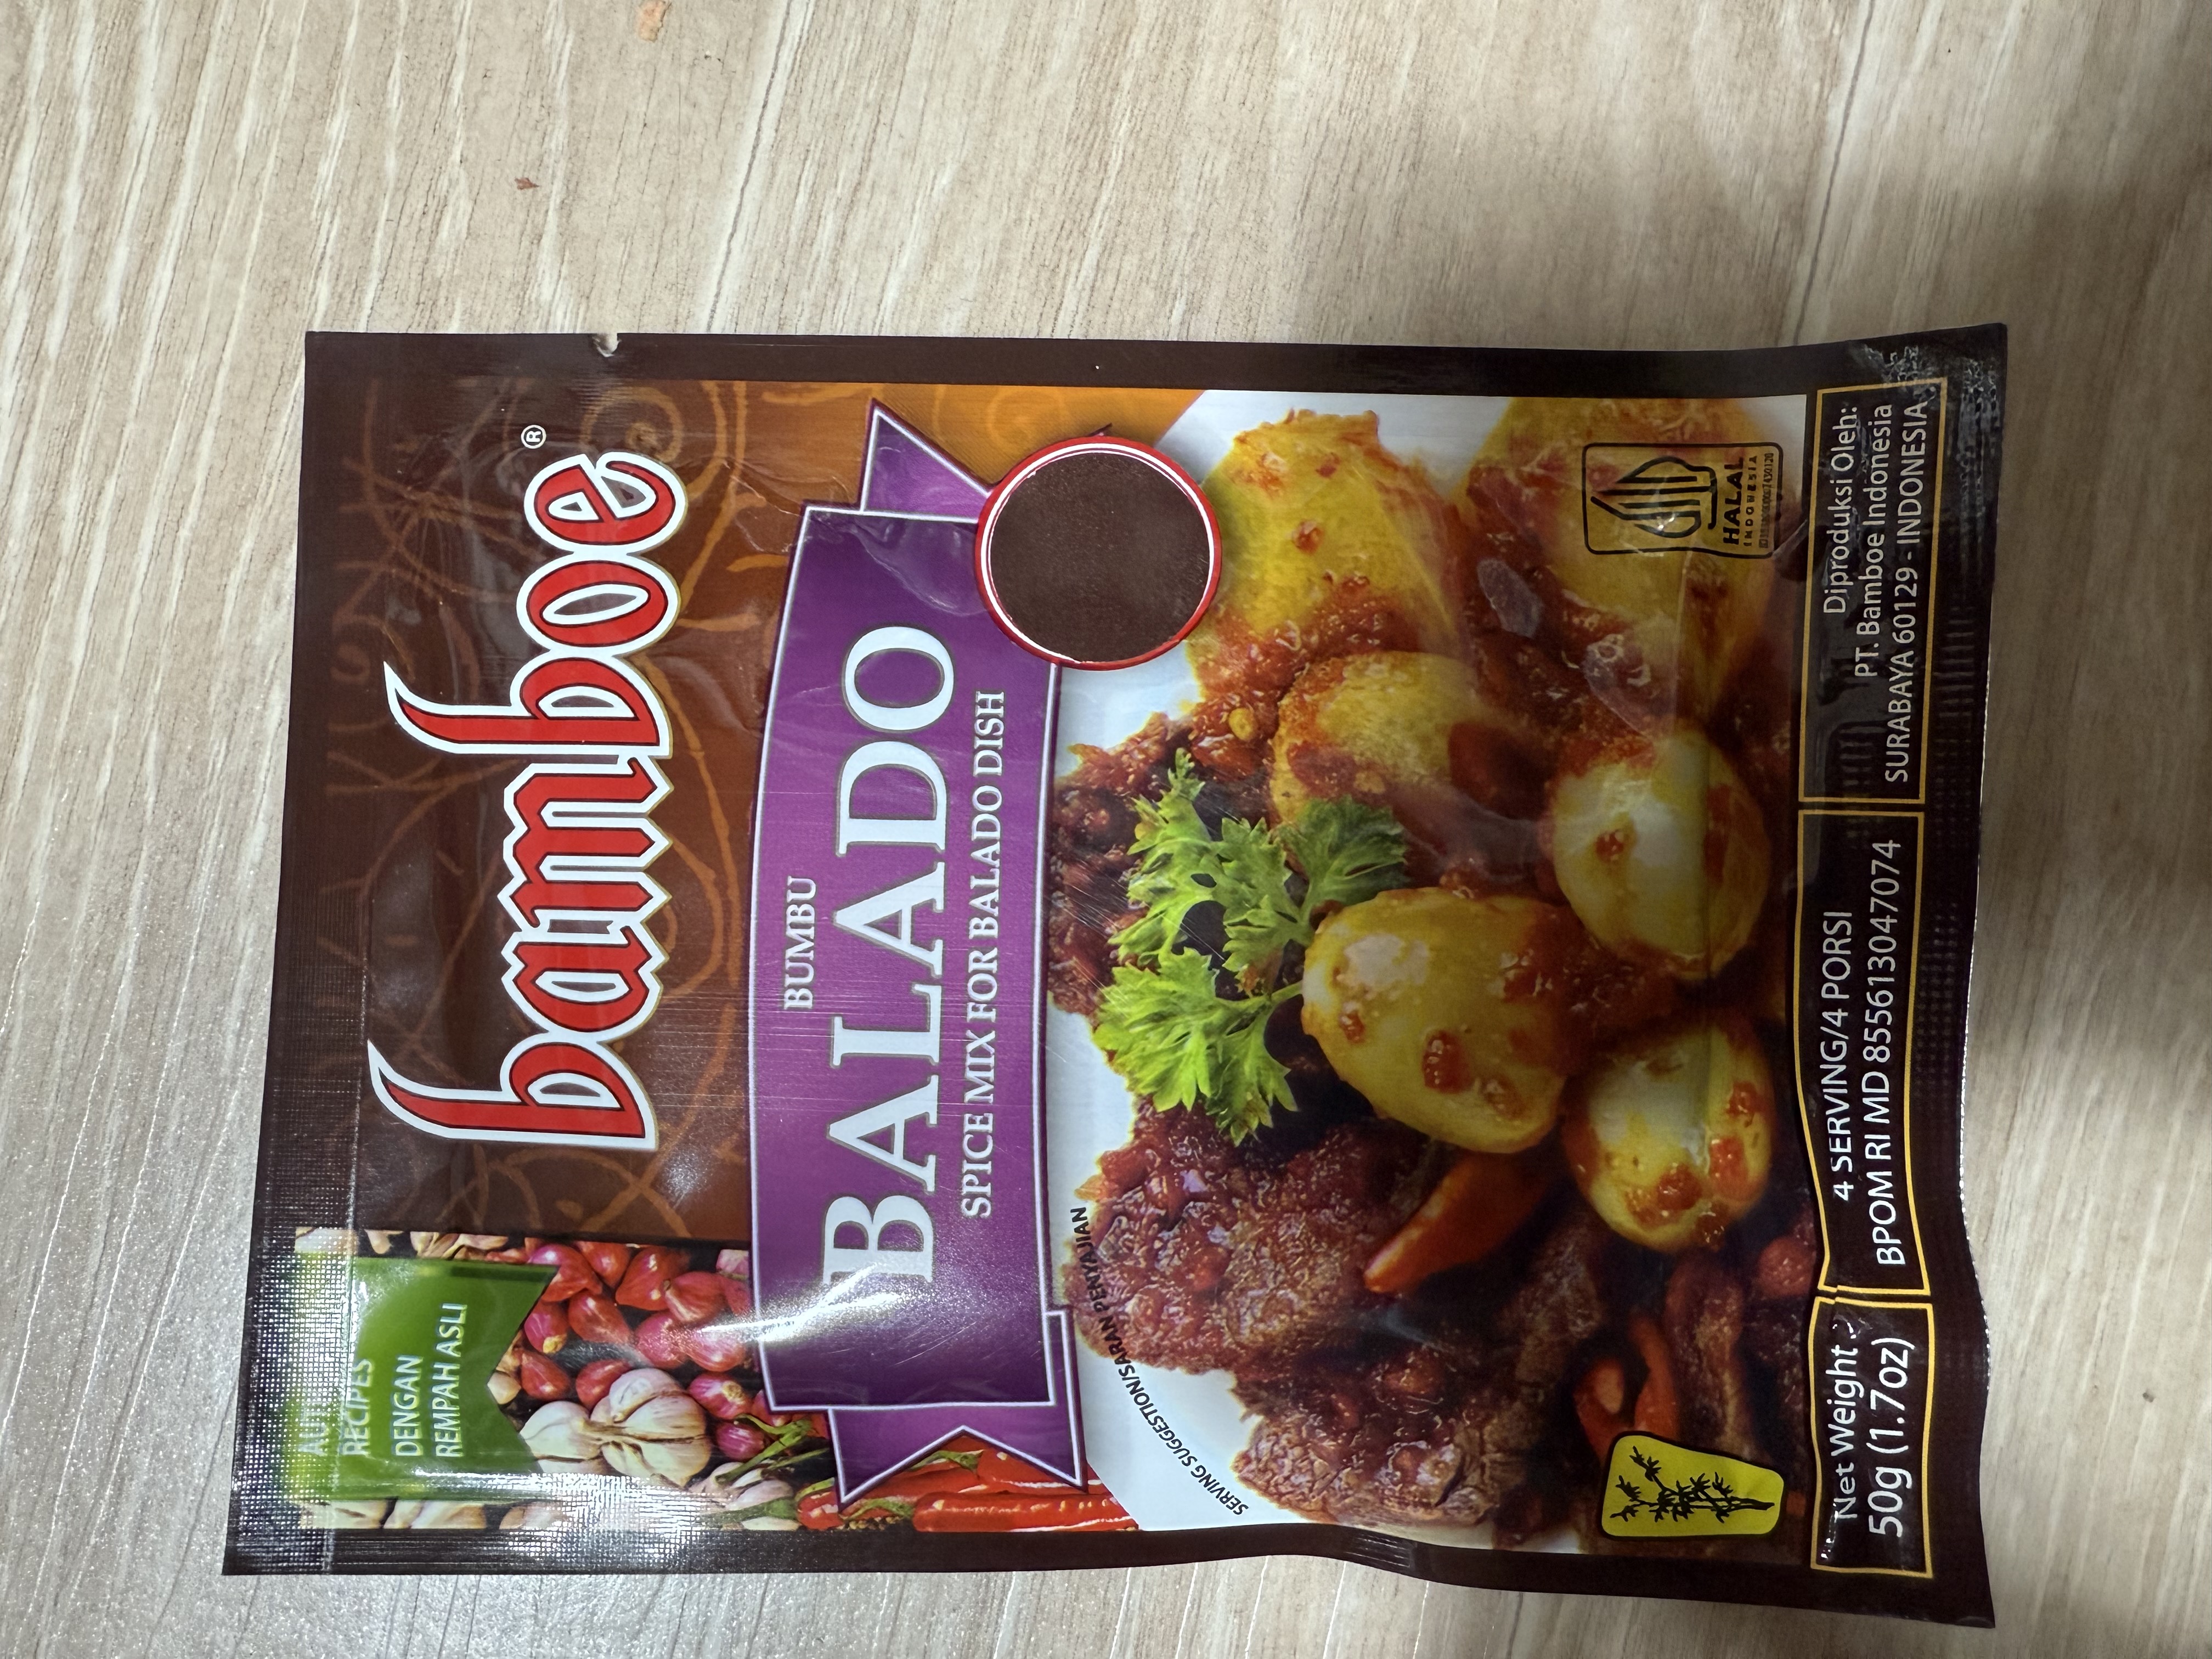 AUTHENTIC
RECIPES
DENGAN
REMPAH ASLI
bamboe®
BUMBU
BALADO
SPICE MIX FOR BALADO DISH
SERVING SUGGESTION/SARAN PENYAJIAN
HALAL
INDONESIA
Net Weight :
50g (1.7oz)
4 SERVING/4 PORSI
BPOM RI MD 855613047074
Diproduksi Oleh:
PT. Bamboe Indonesia
SURABAYA 60129 - INDONESIA